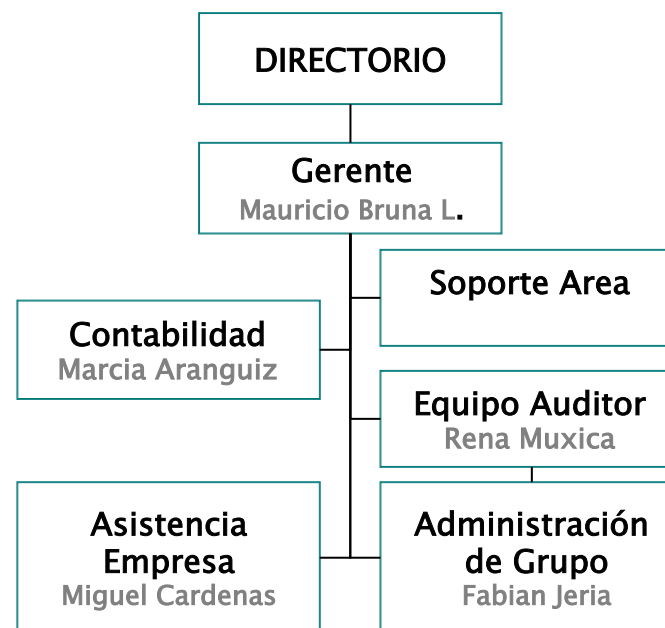 DIRECTORIO
Gerente
Mauricio Bruna L.
Soporte Area
Contabilidad
Marcia Aranguiz
Equipo Auditor
Rena Muxica
Asistencia
Empresa
Miguel Cardenas
Administración
de Grupo
Fabian Jeria